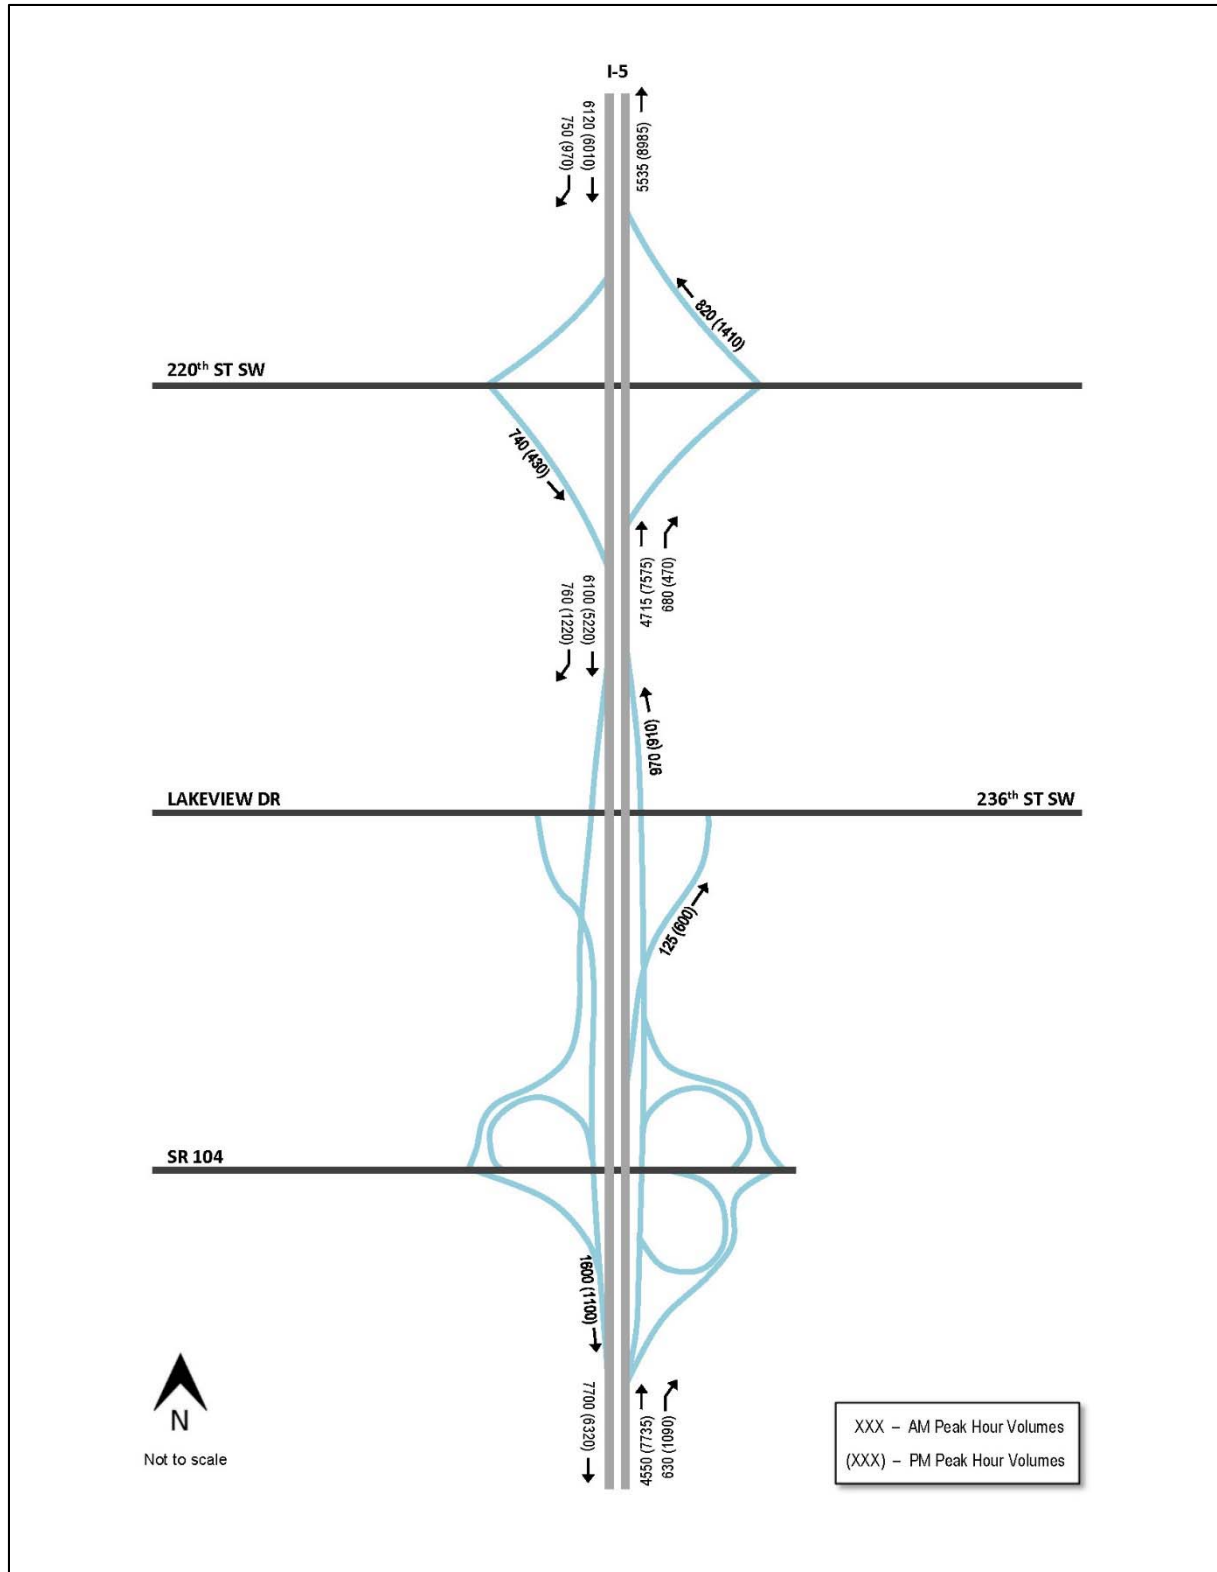 I-5
6120 (6010)
750 (970)
5535 (8985)
820 (1410)
220th ST SW
740 (430)
6100 (5220)
760 (1220)
4715 (7575)
680 (470)
970 (910)
LAKEVIEW DR
236th ST SW
125 (600)
SR 104
1600 (1100)
7700 (6320)
4550 (7735)
630 (1090)
N
Not to scale
XXX – AM Peak Hour Volumes
(XXX) – PM Peak Hour Volumes